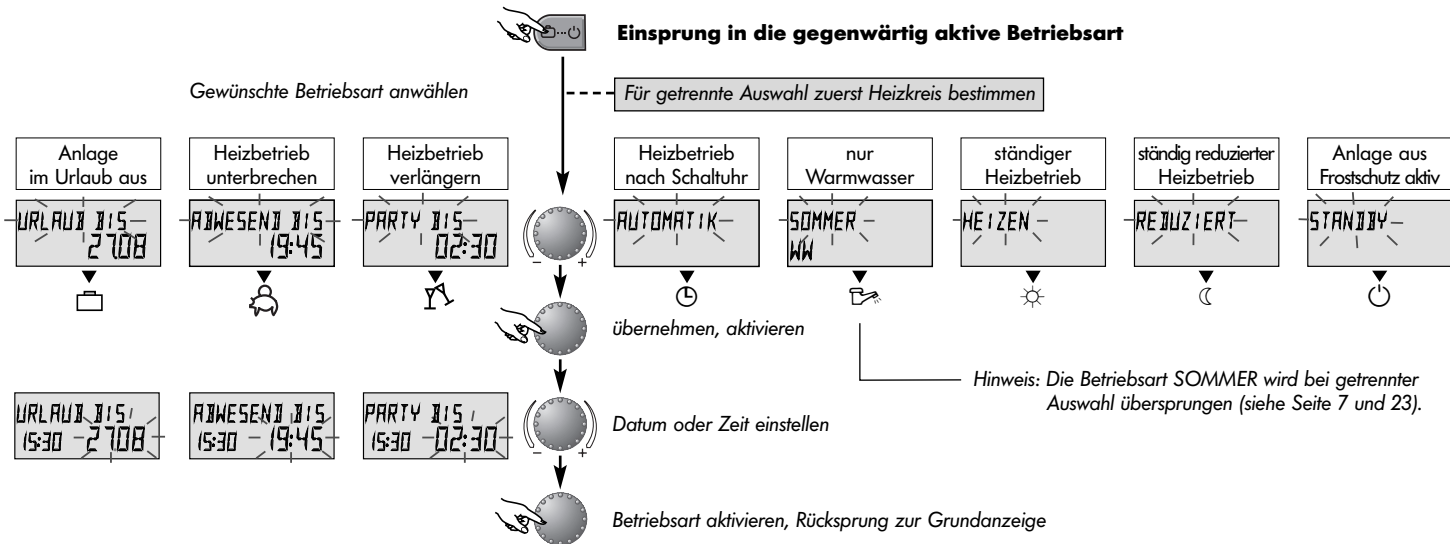 Einsprung in die gegenwärtig aktive Betriebsart
Gewünschte Betriebsart anwählen
Für getrennte Auswahl zuerst Heizkreis bestimmen
Anlage
im Urlaub aus
Heizbetrieb
unterbrechen
Heizbetrieb
verlängern
Heizbetrieb
nach Schaltuhr
nur
Warmwasser
ständiger
Heizbetrieb
ständig reduzierter
Heizbetrieb
Anlage aus
Frostschutz aktiv
URLAUB BIS
27.08
ABWESEND BIS
19:45
PARTY BIS
02:30
AUTOMATIK
SOMMER
WW
HEIZEN
REDUZIERT
STANDBY
- +
übernehmen, aktivieren
Hinweis: Die Betriebsart SOMMER wird bei getrennter
Auswahl übersprungen (siehe Seite 7 und 23).
URLAUB BIS
15:30 27.08
ABWESEND BIS
15:30 19:45
PARTY BIS
15:30 02:30
- +
Datum oder Zeit einstellen
Betriebsart aktivieren, Rücksprung zur Grundanzeige